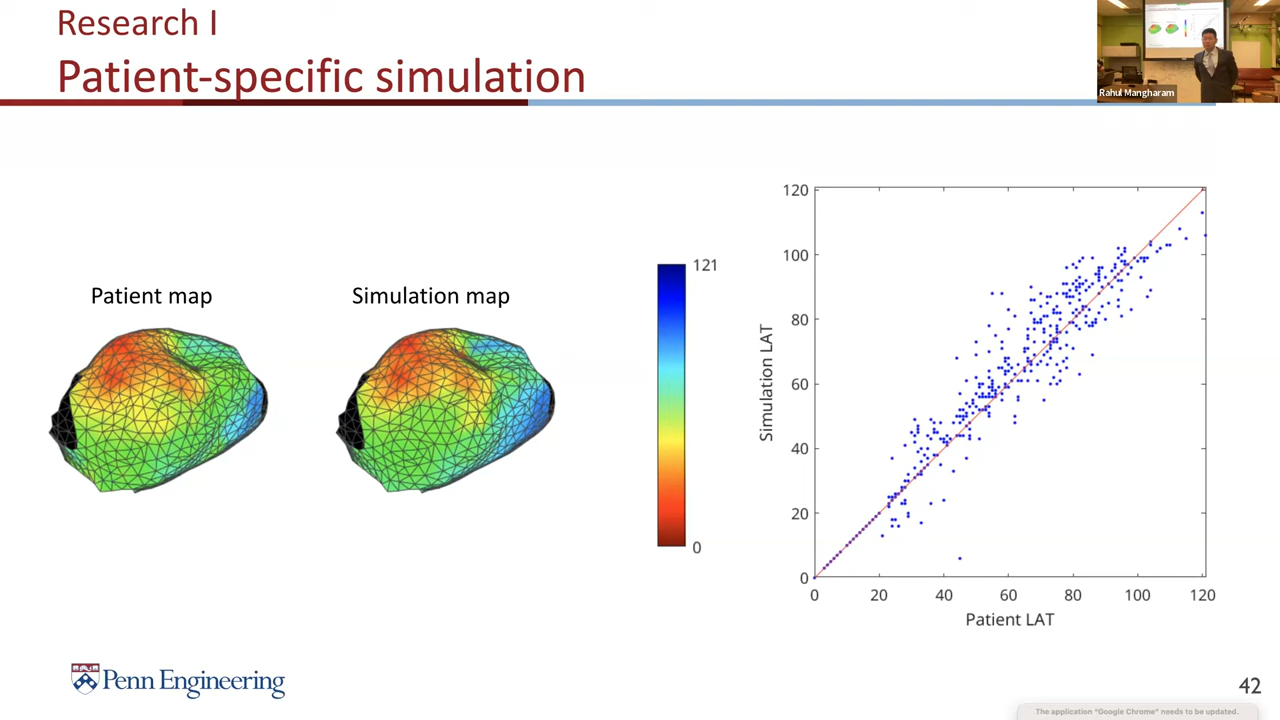 Research I
Patient-specific simulation
Rahul Mangharam
Patient map
Simulation map
121
0
120
100
80
60
40
20
0
Simulation LAT
0 20 40 60 80 100 120
Patient LAT
Penn Engineering
42
The application "Google Chrome" needs to be updated.